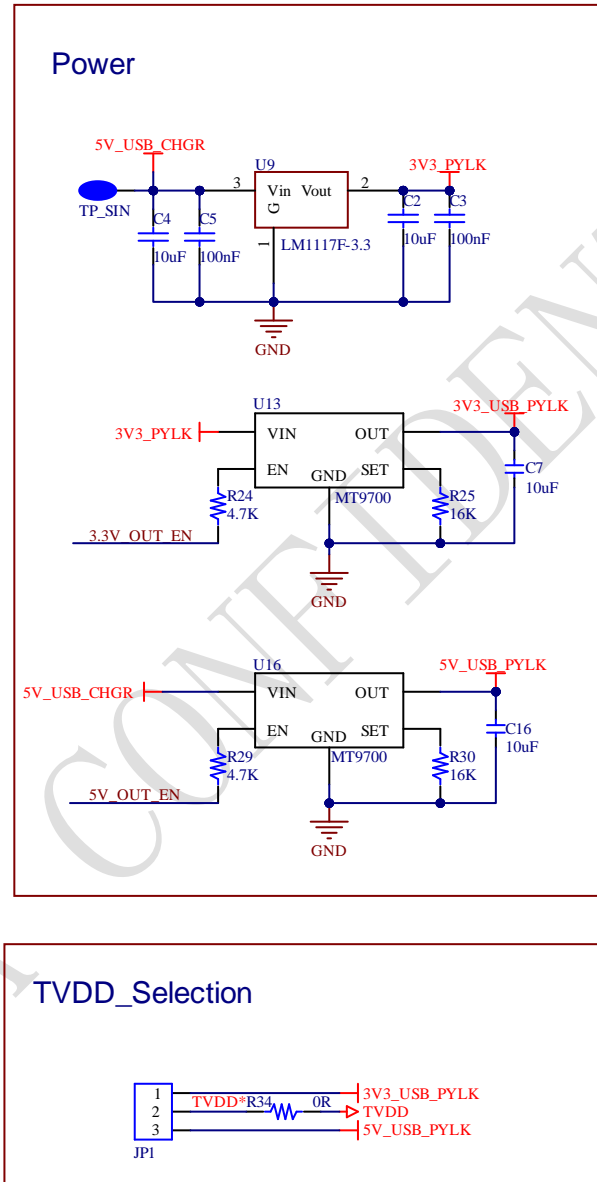 Power
5V_USB_CHGR
TP_SIN
C4
10uF
C5
100nF
U9
3
Vin
Vout
2
G
1
LM1117F-3.3
3V3_PYLK
C2
10uF
C3
100nF
GND
U13
3V3_PYLK
VIN
OUT
EN
GND
SET
MT9700
3V3_USB_PYLK
C7
10uF
R24
4.7K
R25
16K
3.3V_OUT_EN
GND
U16
5V_USB_CHGR
VIN
OUT
EN
GND
SET
MT9700
5V_USB_PYLK
C16
10uF
R29
4.7K
R30
16K
5V_OUT_EN
GND
CONFIDEN
TVDD_Selection
1
2
3
JP1
TVDD*
R34
0R
3V3_USB_PYLK
TVDD
5V_USB_PYLK